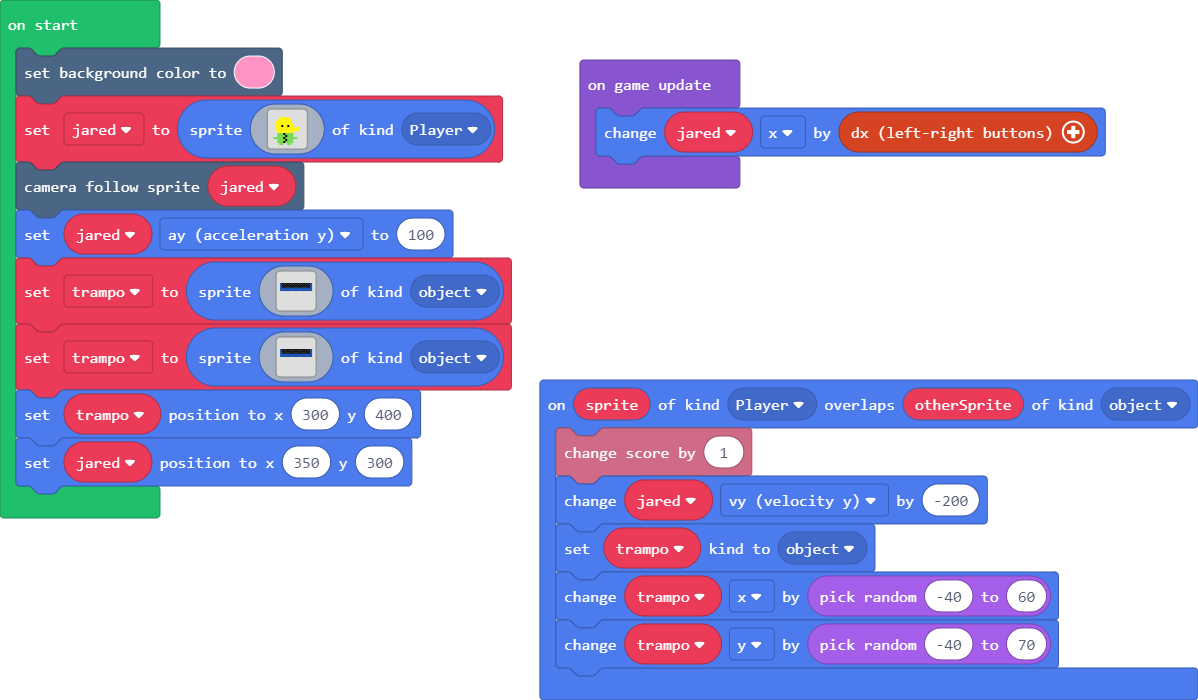 on start
set background color to
set jared to sprite of kind Player
camera follow sprite jared
set jared ay (acceleration y) to 100
set trampo to sprite of kind object
set trampo to sprite of kind object
set trampo position to x 300 y 400
set jared position to x 350 y 300
on game update
change jared x by dx (left-right buttons)
on sprite of kind Player overlaps otherSprite of kind object
change score by 1
change jared vy (velocity y) by -200
set trampo kind to object
change trampo x by pick random -40 to 60
change trampo y by pick random -40 to 70